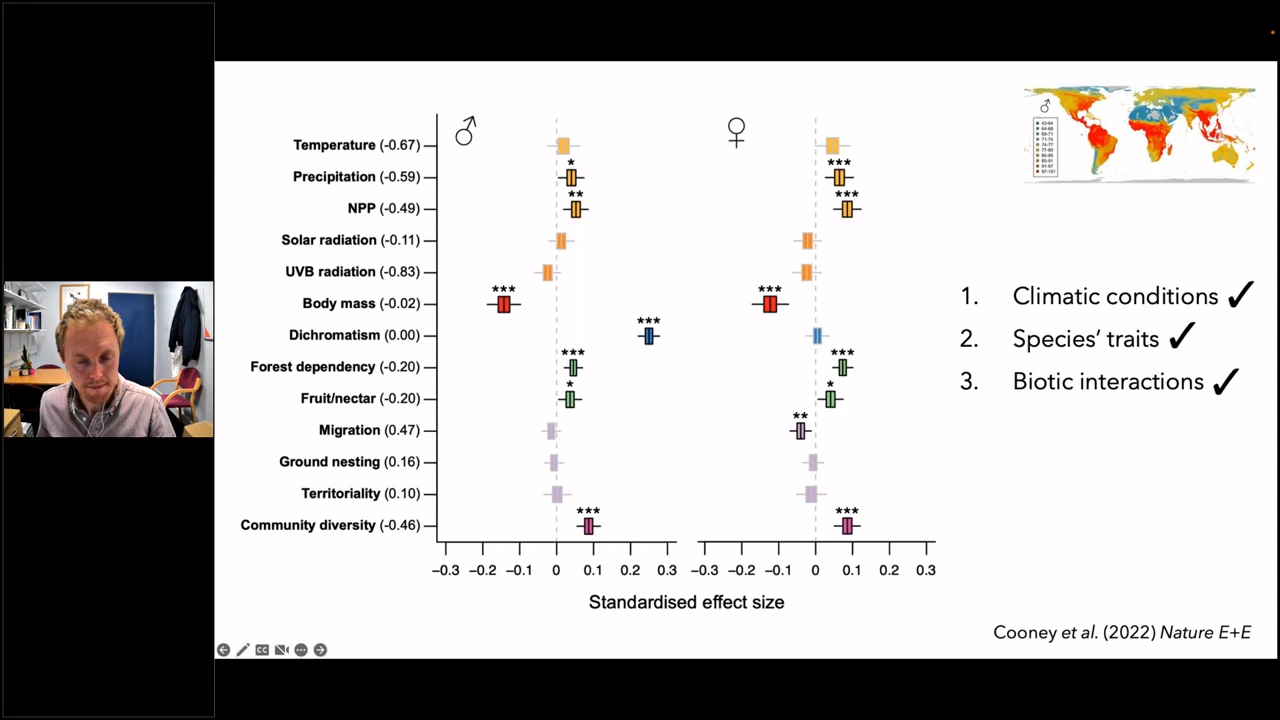 ♂
♀
Temperature (-0.67)
*
***
Precipitation (-0.59)
**
***
NPP (-0.49)
Solar radiation (-0.11)
UVB radiation (-0.83)
***
***
Body mass (-0.02)
***
Dichromatism (0.00)
***
***
Forest dependency (-0.20)
*
*
Fruit/nectar (-0.20)
**
Migration (0.47)
Ground nesting (0.16)
Territoriality (0.10)
***
***
Community diversity (-0.46)
−0.3 −0.2 −0.1 0 0.1 0.2 0.3
−0.3 −0.2 −0.1 0 0.1 0.2 0.3
Standardised effect size
♂
1. Climatic conditions ✓
2. Species’ traits ✓
3. Biotic interactions ✓
Cooney et al. (2022) Nature E+E
CC